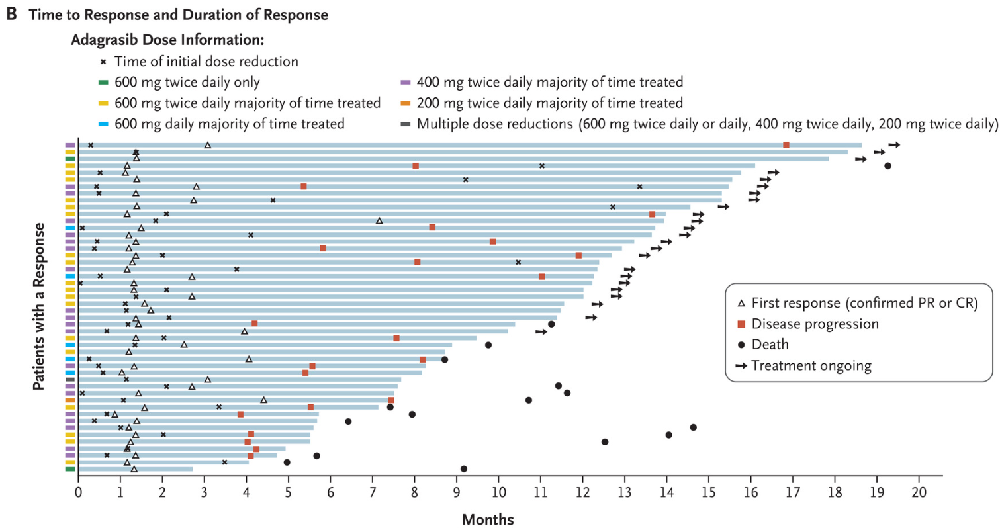 B Time to Response and Duration of Response
Adagrasib Dose Information:
Time of initial dose reduction
600 mg twice daily only
400 mg twice daily majority of time treated
600 mg twice daily majority of time treated
200 mg twice daily majority of time treated
600 mg daily majority of time treated
Multiple dose reductions (600 mg twice daily or daily, 400 mg twice daily, 200 mg twice daily)
Patients with a Response
First response (confirmed PR or CR)
Disease progression
Death
Treatment ongoing
0 1 2 3 4 5 6 7 8 9 10 11 12 13 14 15 16 17 18 19 20
Months